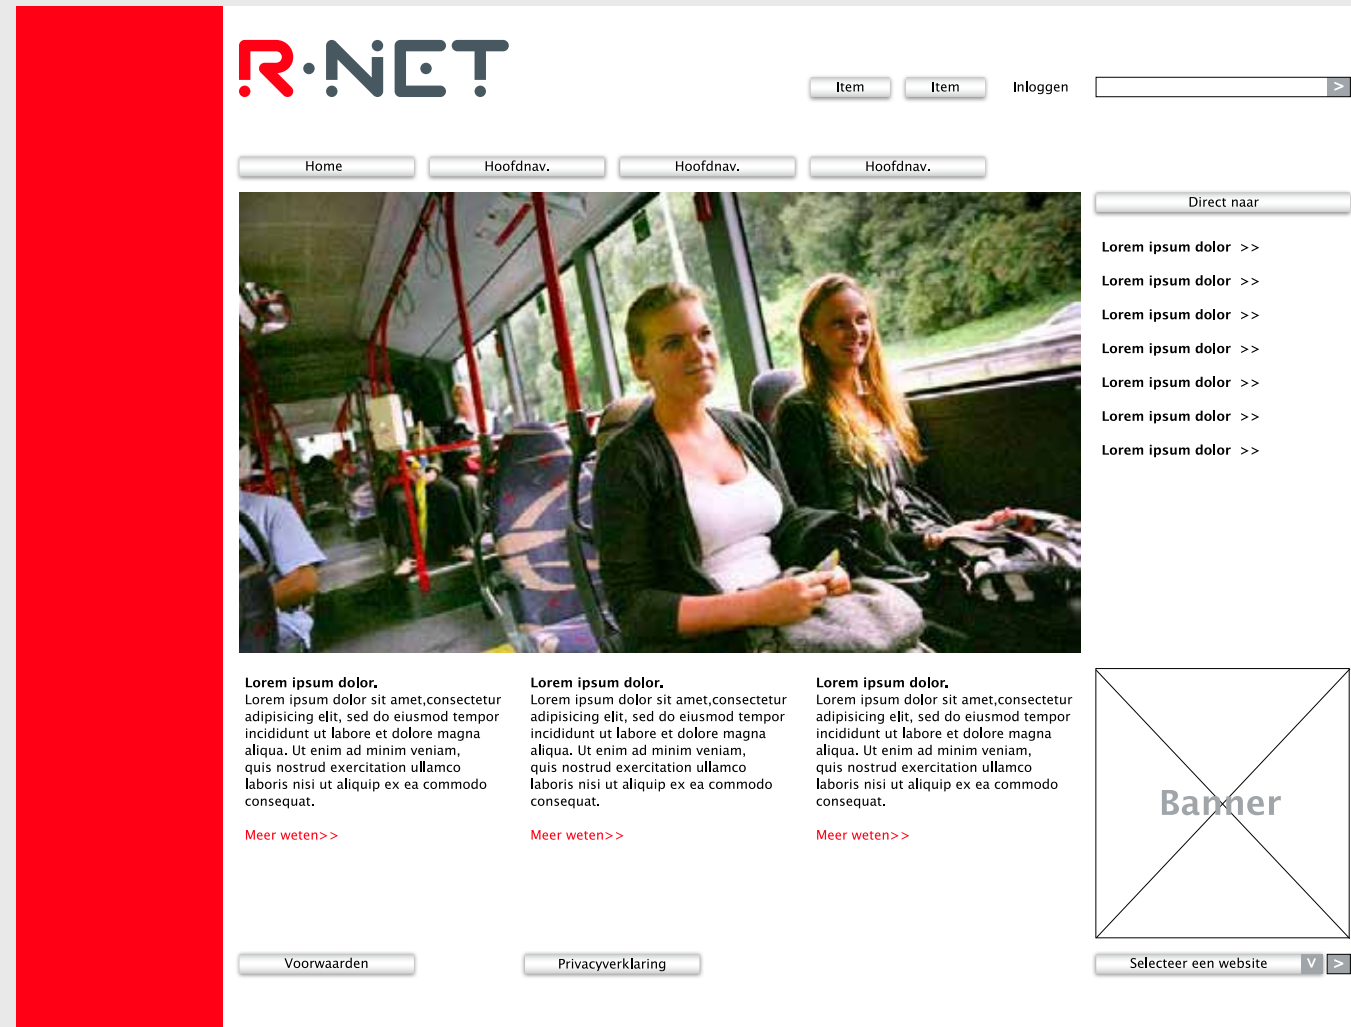 R·NET
Item
Item
Inloggen
>
Home
Hoofdnav.
Hoofdnav.
Hoofdnav.
Direct naar
Lorem ipsum dolor >>
Lorem ipsum dolor >>
Lorem ipsum dolor >>
Lorem ipsum dolor >>
Lorem ipsum dolor >>
Lorem ipsum dolor >>
Lorem ipsum dolor >>
Lorem ipsum dolor.
Lorem ipsum dolor sit amet,consectetur
adipisicing elit, sed do eiusmod tempor
incididunt ut labore et dolore magna
aliqua. Ut enim ad minim veniam,
quis nostrud exercitation ullamco
laboris nisi ut aliquip ex ea commodo
consequat.
Meer weten>>
Lorem ipsum dolor.
Lorem ipsum dolor sit amet,consectetur
adipisicing elit, sed do eiusmod tempor
incididunt ut labore et dolore magna
aliqua. Ut enim ad minim veniam,
quis nostrud exercitation ullamco
laboris nisi ut aliquip ex ea commodo
consequat.
Meer weten>>
Lorem ipsum dolor.
Lorem ipsum dolor sit amet,consectetur
adipisicing elit, sed do eiusmod tempor
incididunt ut labore et dolore magna
aliqua. Ut enim ad minim veniam,
quis nostrud exercitation ullamco
laboris nisi ut aliquip ex ea commodo
consequat.
Meer weten>>
Banner
Voorwaarden
Privacyverklaring
Selecteer een website V >